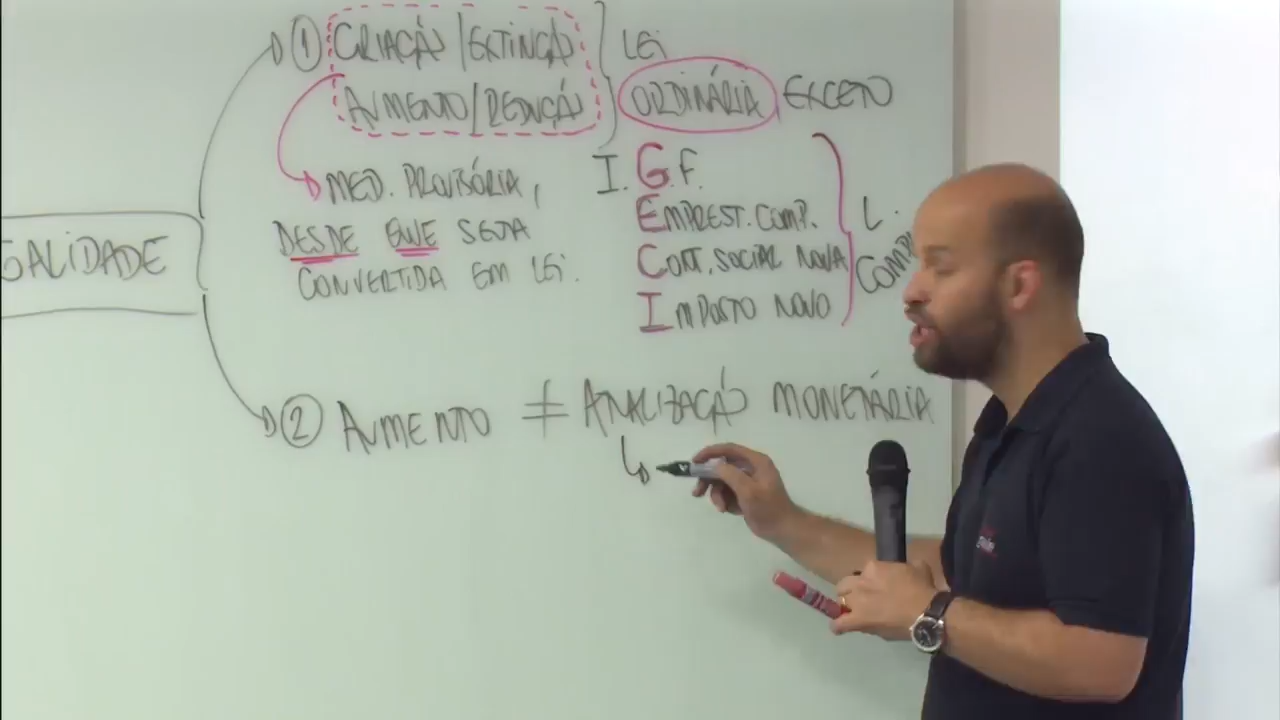 GALIDADE
1 CRIAÇÃO/EXTINÇÃO
AUMENTO/REDUÇÃO
LEI
ORDINÁRIA EXCETO
MED. PROVISÓRIA,
DESDE QUE SEJA
CONVERTIDA EM LEI.
I. G. F.
EMPREST. COMP.
CONT. SOCIAL NOVA
IMPOSTO NOVO
L.
COMPL
2 AUMENTO ≠ ATUALIZAÇÃO MONETÁRIA